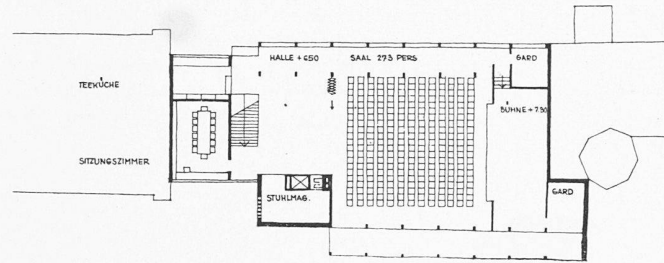 HALLE +6.50
SAAL 273 PERS
GARD
TEEKÜCHE
BÜHNE +7.30
SITZUNGSZIMMER
STUHLMAG.
GARD